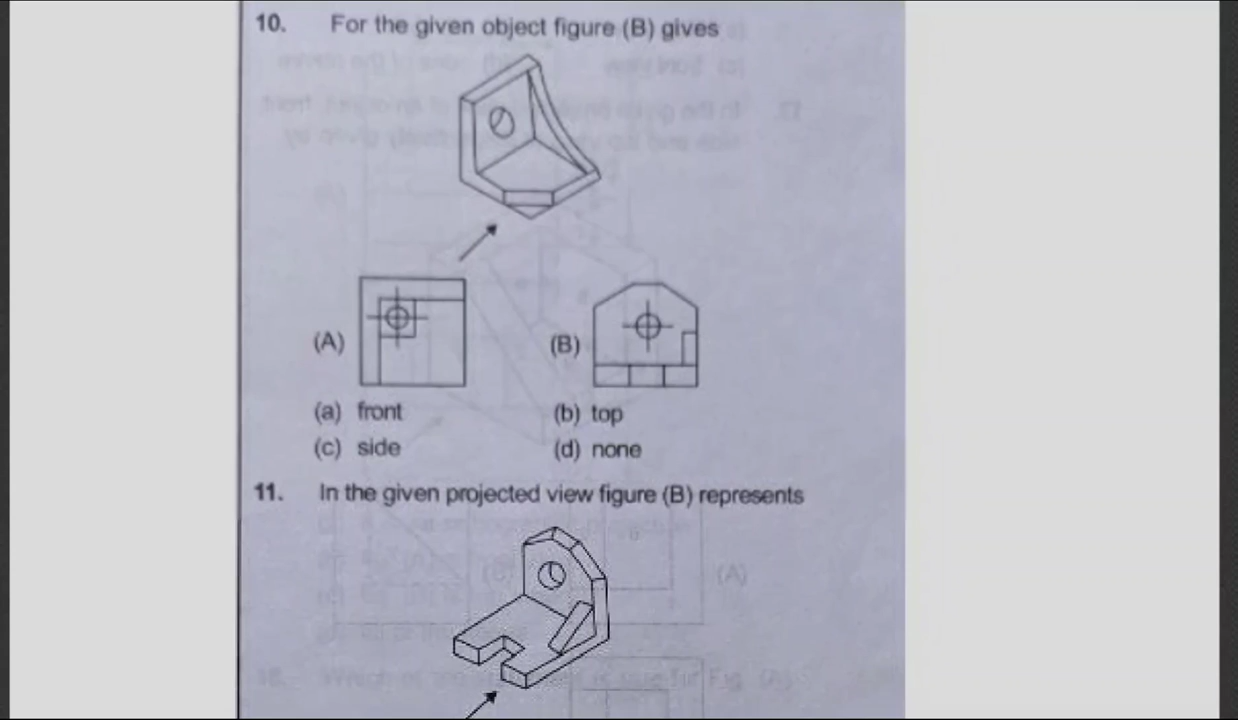 10. For the given object figure (B) gives
(A) (B)
(a) front (b) top
(c) side (d) none
11. In the given projected view figure (B) represents